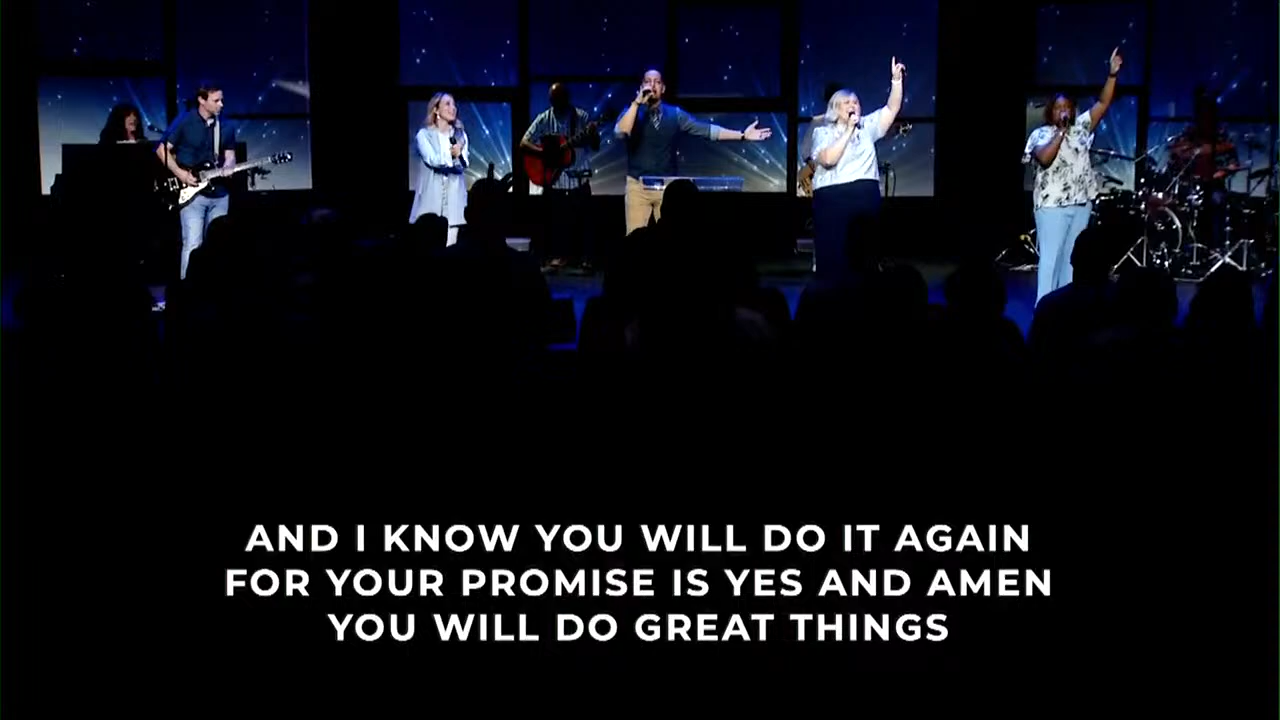 AND I KNOW YOU WILL DO IT AGAIN
FOR YOUR PROMISE IS YES AND AMEN
YOU WILL DO GREAT THINGS